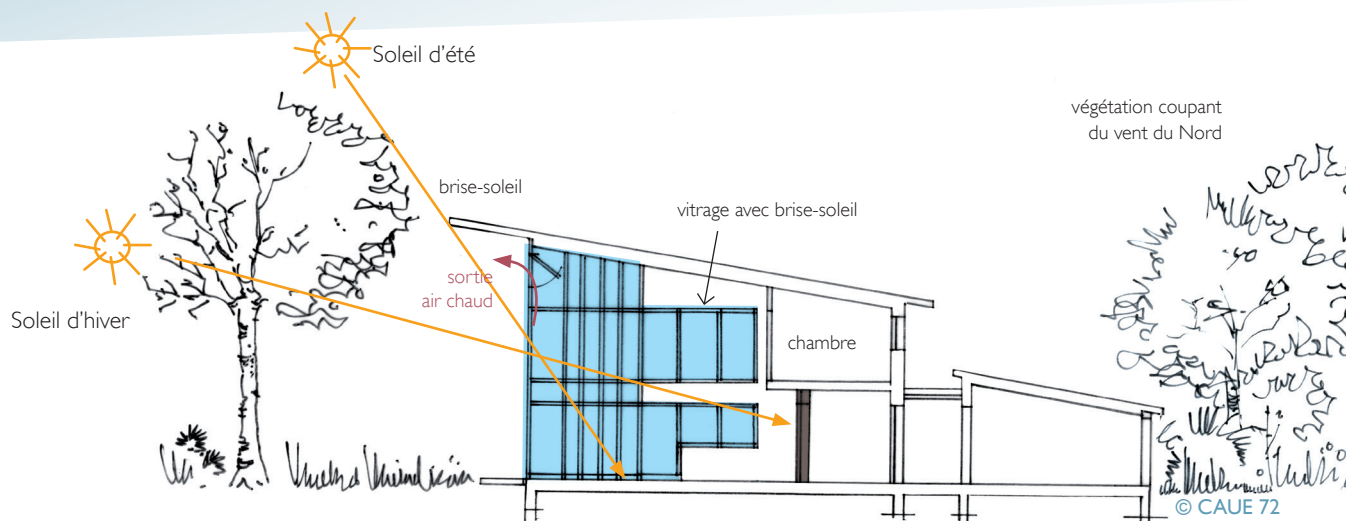 Soleil d'été
végétation coupant
du vent du Nord
brise-soleil
vitrage avec brise-soleil
sortie
air chaud
Soleil d'hiver
chambre
© CAUE 72